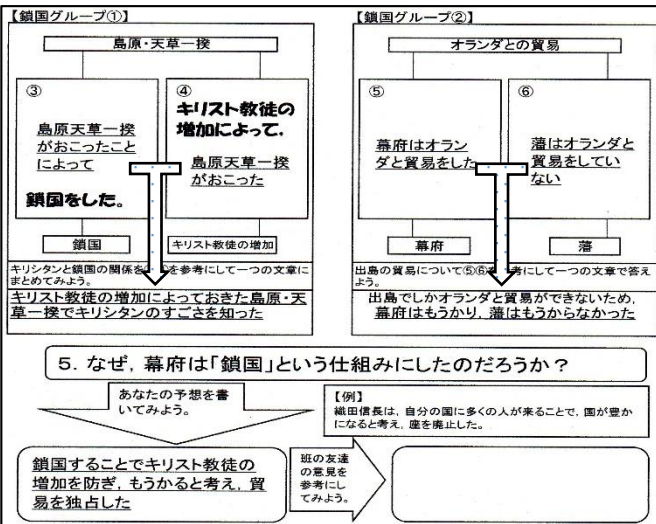 【鎖国グループ①】
島原・天草一揆
③
島原天草一揆
がおこったこと
によって
鎖国をした。
④
キリスト教徒の
増加によって,
島原天草一揆
がおこった
鎖国
キリスト教徒の増加
キリシタンと鎖国の関係を
を参考にして一つの文章に
まとめてみよう。
キリスト教徒の増加によっておきた島原・天
草一揆でキリシタンのすごさを知った
【鎖国グループ②】
オランダとの貿易
⑤
幕府はオラン
ダと貿易をした
⑥
藩はオランダと
貿易をしてい
ない
幕府
藩
出島の貿易について⑤⑥
考にして一つの文章で答え
よう。
出島でしかオランダと貿易ができないため,
幕府はもうかり, 藩はもうからなかった
5. なぜ, 幕府は「鎖国」という仕組みにしたのだろうか？
あなたの予想を書
いてみよう。
【例】
織田信長は, 自分の国に多くの人が来ることで, 国が豊か
になると考え, 座を廃止した。
鎖国することでキリスト教徒の
増加を防ぎ, もうかると考え, 貿
易を独占した
班の友達
の意見を
参考にし
てみよう。